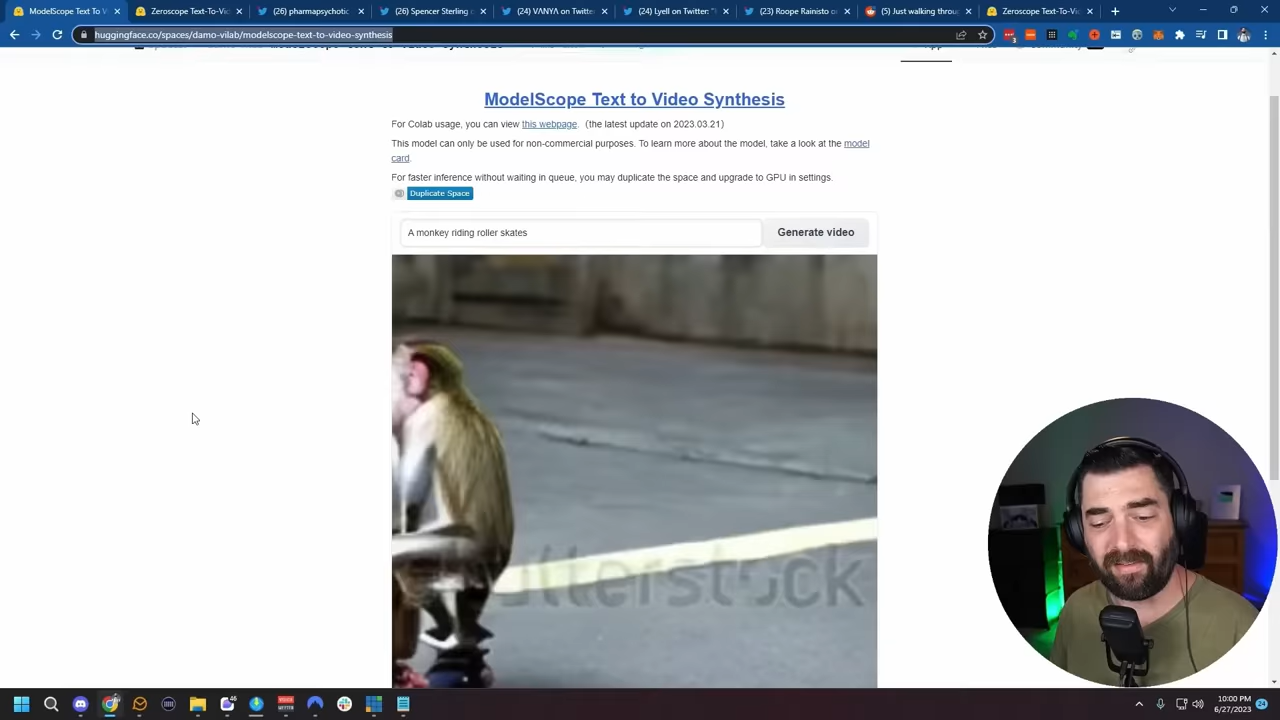 ModelScope Text To V
Zeroscope Text-To-Vi
(26) pharmapsychotic
(26) Spencer Sterling
(24) VANYA on Twitte
(24) Lyell on Twitter: "
(23) Roope Rainisto o
(5) Just walking throu
Zeroscope Text-To-Vi
huggingface.co/spaces/damo-vilab/modelscope-text-to-video-synthesis
ModelScope Text to Video Synthesis
For Colab usage, you can view this webpage. (the latest update on 2023.03.21)
This model can only be used for non-commercial purposes. To learn more about the model, take a look at the model
card.
For faster inference without waiting in queue, you may duplicate the space and upgrade to GPU in settings.
Duplicate Space
A monkey riding roller skates
Generate video
utterstock
10:00 PM
6/27/2023
24